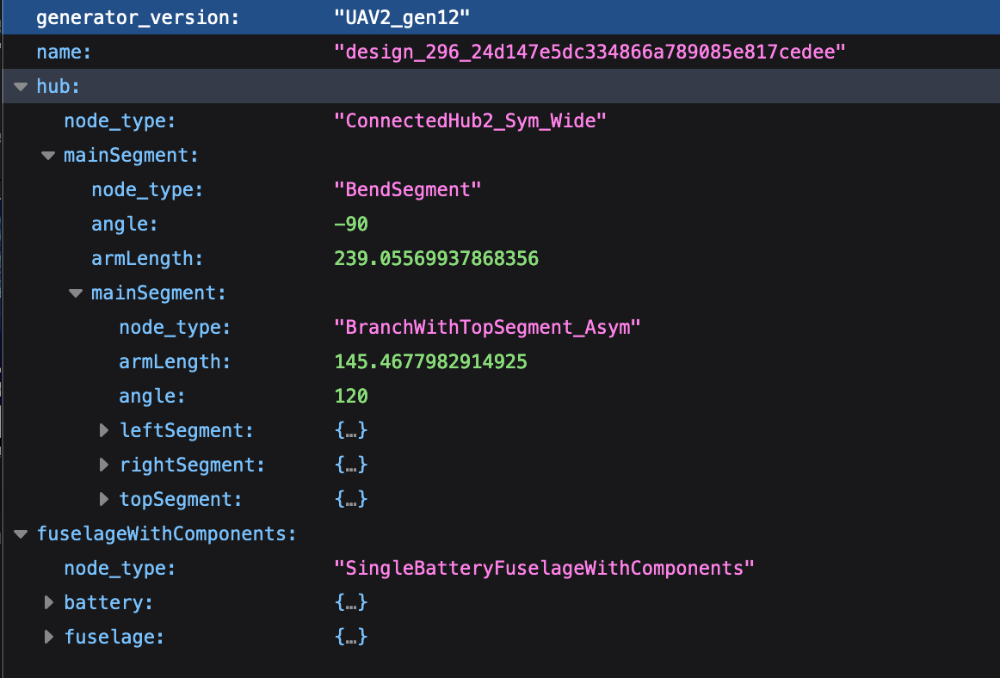 generator_version: "UAV2_gen12"
name: "design_296_24d147e5dc334866a789085e817cedee"
hub:
node_type: "ConnectedHub2_Sym_Wide"
mainSegment:
node_type: "BendSegment"
angle: -90
armLength: 239.05569937868356
mainSegment:
node_type: "BranchWithTopSegment_Asym"
armLength: 145.4677982914925
angle: 120
leftSegment: {…}
rightSegment: {…}
topSegment: {…}
fuselageWithComponents:
node_type: "SingleBatteryFuselageWithComponents"
battery: {…}
fuselage: {…}